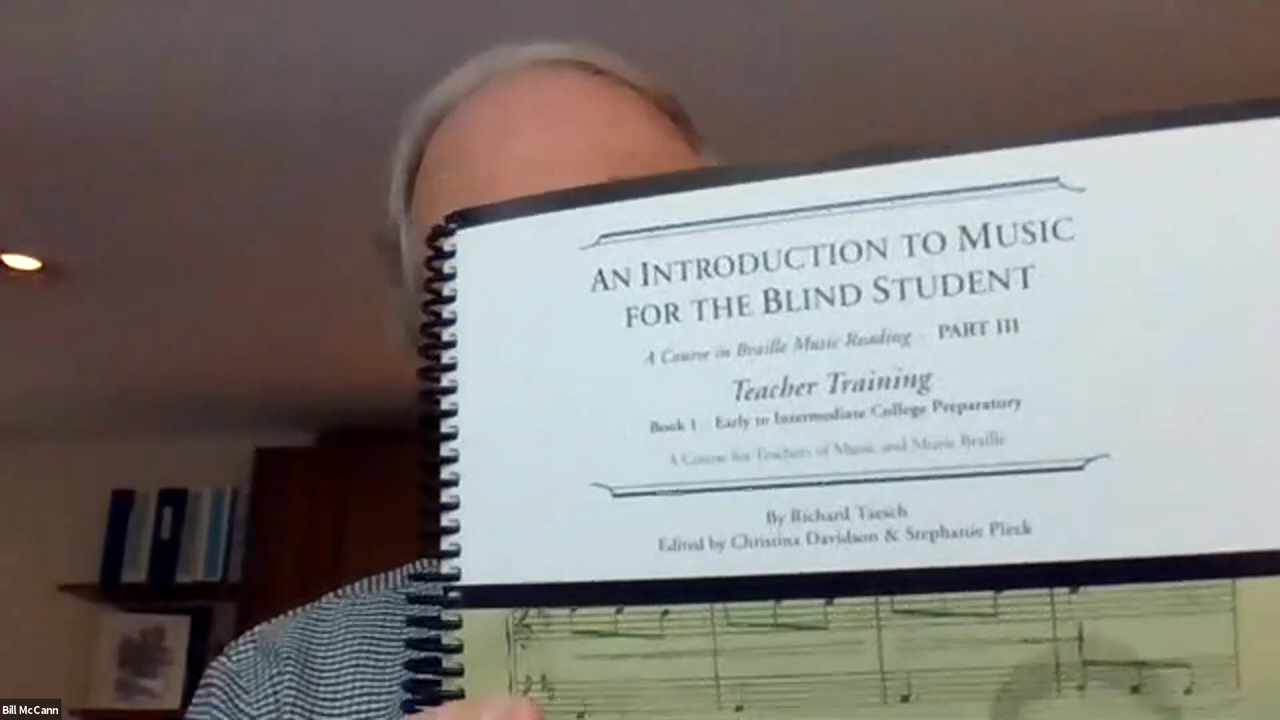 AN INTRODUCTION TO MUSIC
FOR THE BLIND STUDENT
A Course in Braille Music Reading PART III
Teacher Training
Book 1 Early to Intermediate College Preparatory
A Course for Teachers of Music and Music Braille
By Richard Taesch
Edited by Christina Davidson & Stephanie Pieck
Bill McCann